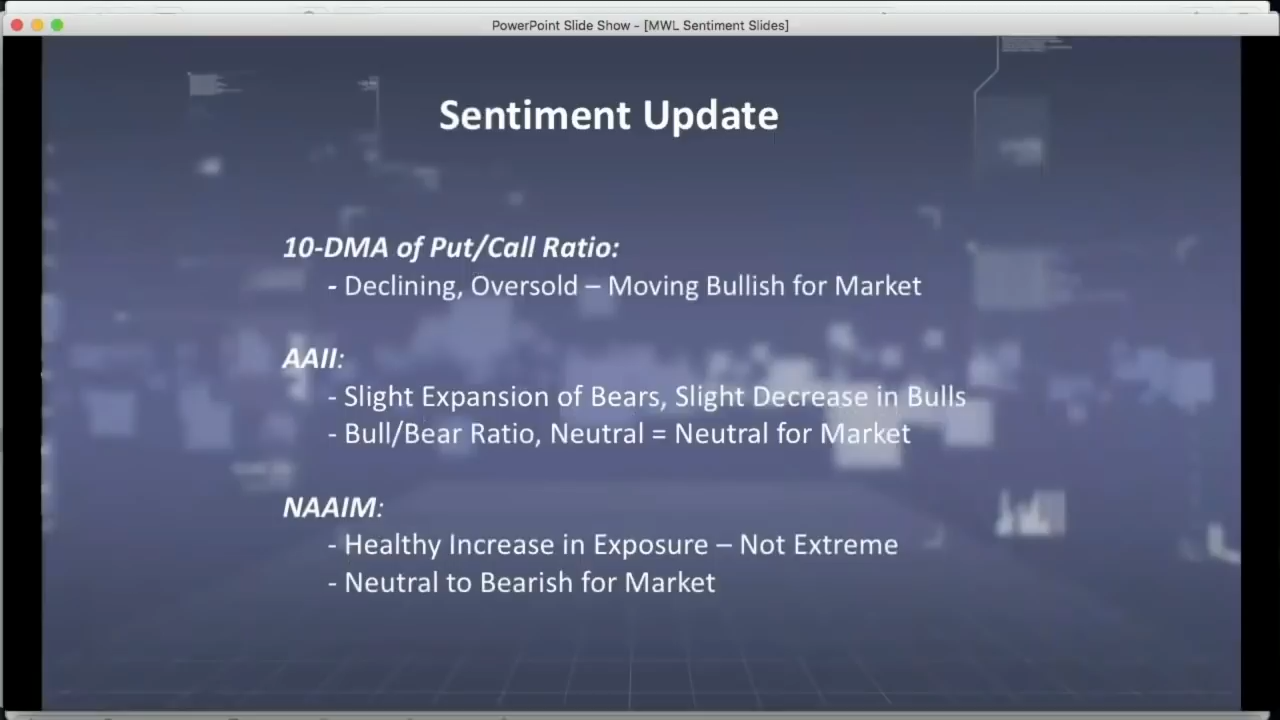 PowerPoint Slide Show - [MWL Sentiment Slides]
Sentiment Update
10-DMA of Put/Call Ratio:
- Declining, Oversold – Moving Bullish for Market
AAII:
- Slight Expansion of Bears, Slight Decrease in Bulls
- Bull/Bear Ratio, Neutral = Neutral for Market
NAAIM:
- Healthy Increase in Exposure – Not Extreme
- Neutral to Bearish for Market